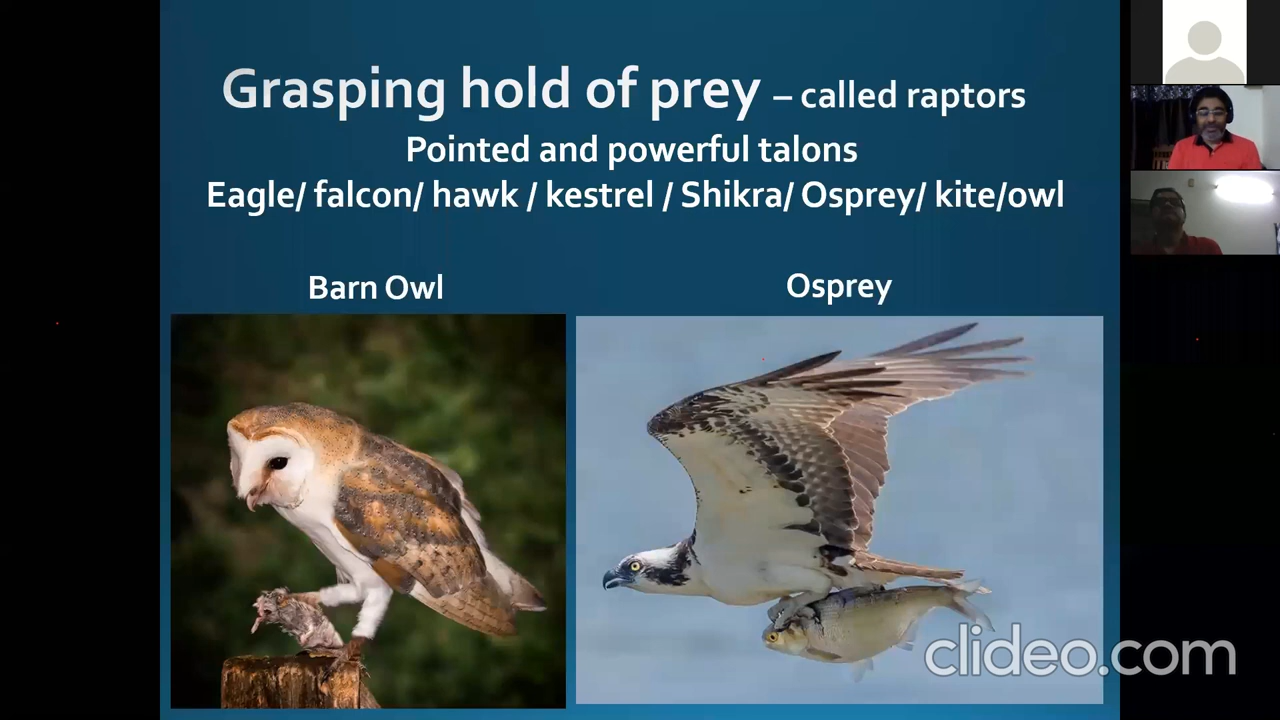 Grasping hold of prey – called raptors
Pointed and powerful talons
Eagle/ falcon/ hawk / kestrel / Shikra/ Osprey/ kite/owl
Barn Owl
Osprey
clideo.com